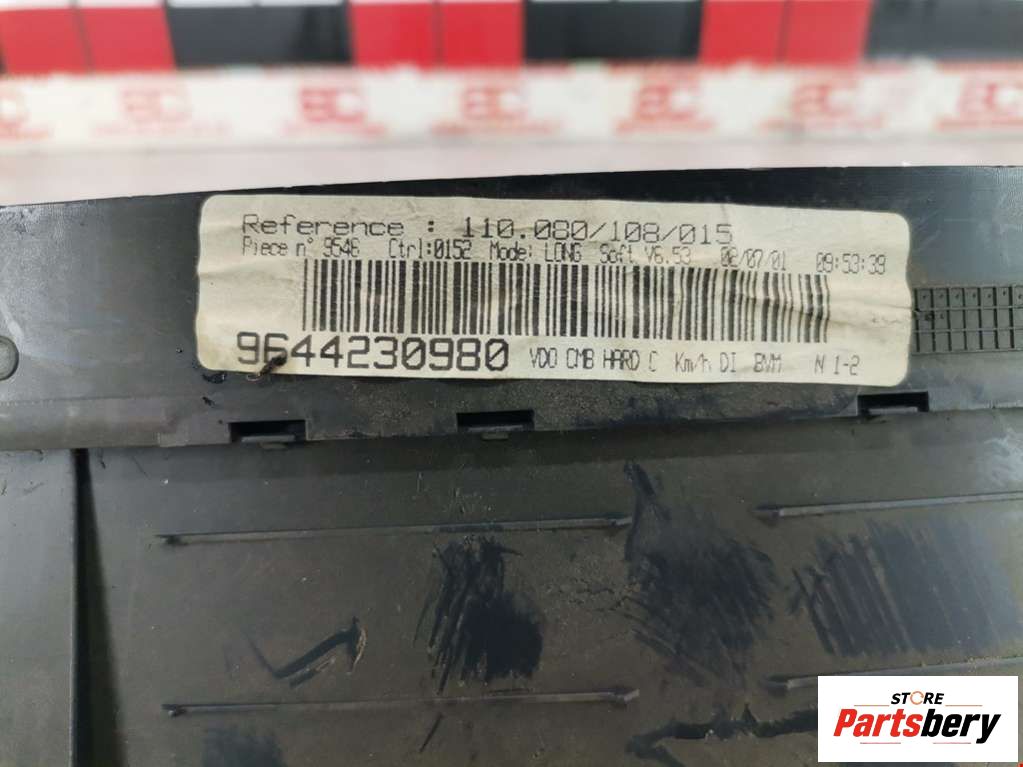 Reference : 110.080/108/015
Piece n° 9546 Ctrl:0152 Mode: LONG Soft V6.53 02/07/01 09:53:39
9644230980 VDO CMB HARD C Km/h DI BVM N 1-2
STORE
Partsbery